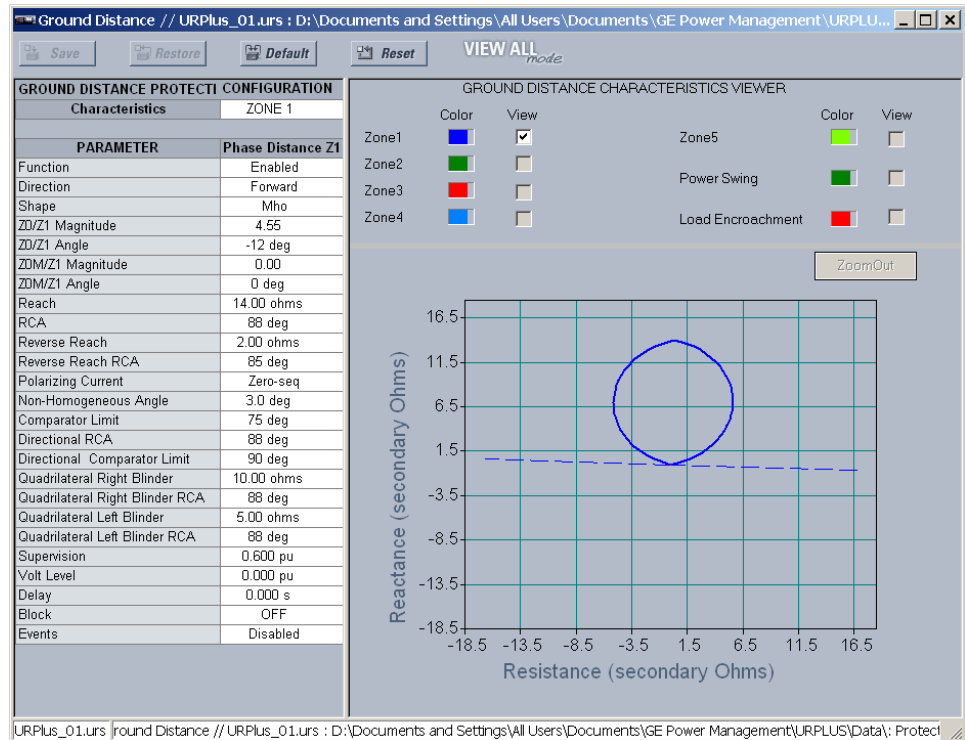 Ground Distance // URPlus_01.urs : D:\Documents and Settings\All Users\Documents\GE Power Management\URPLU...
Save Restore Default Reset VIEW ALL mode
GROUND DISTANCE PROTECTI CONFIGURATION
Characteristics ZONE 1
PARAMETER Phase Distance Z1
Function Enabled
Direction Forward
Shape Mho
Z0/Z1 Magnitude 4.55
Z0/Z1 Angle -12 deg
Z0M/Z1 Magnitude 0.00
Z0M/Z1 Angle 0 deg
Reach 14.00 ohms
RCA 88 deg
Reverse Reach 2.00 ohms
Reverse Reach RCA 85 deg
Polarizing Current Zero-seq
Non-Homogeneous Angle 3.0 deg
Comparator Limit 75 deg
Directional RCA 88 deg
Directional Comparator Limit 90 deg
Quadrilateral Right Blinder 10.00 ohms
Quadrilateral Right Blinder RCA 88 deg
Quadrilateral Left Blinder 5.00 ohms
Quadrilateral Left Blinder RCA 88 deg
Supervision 0.600 pu
Volt Level 0.000 pu
Delay 0.000 s
Block OFF
Events Disabled
GROUND DISTANCE CHARACTERISTICS VIEWER
Color View Color View
Zone1 Zone5
Zone2
Zone3 Power Swing
Zone4 Load Encroachment
ZoomOut
Reactance (secondary Ohms)
16.5
11.5
6.5
1.5
-3.5
-8.5
-13.5
-18.5
-18.5 -13.5 -8.5 -3.5 1.5 6.5 11.5 16.5
Resistance (secondary Ohms)
URPlus_01.urs round Distance // URPlus_01.urs : D:\Documents and Settings\All Users\Documents\GE Power Management\URPLUS\Data\: Protect